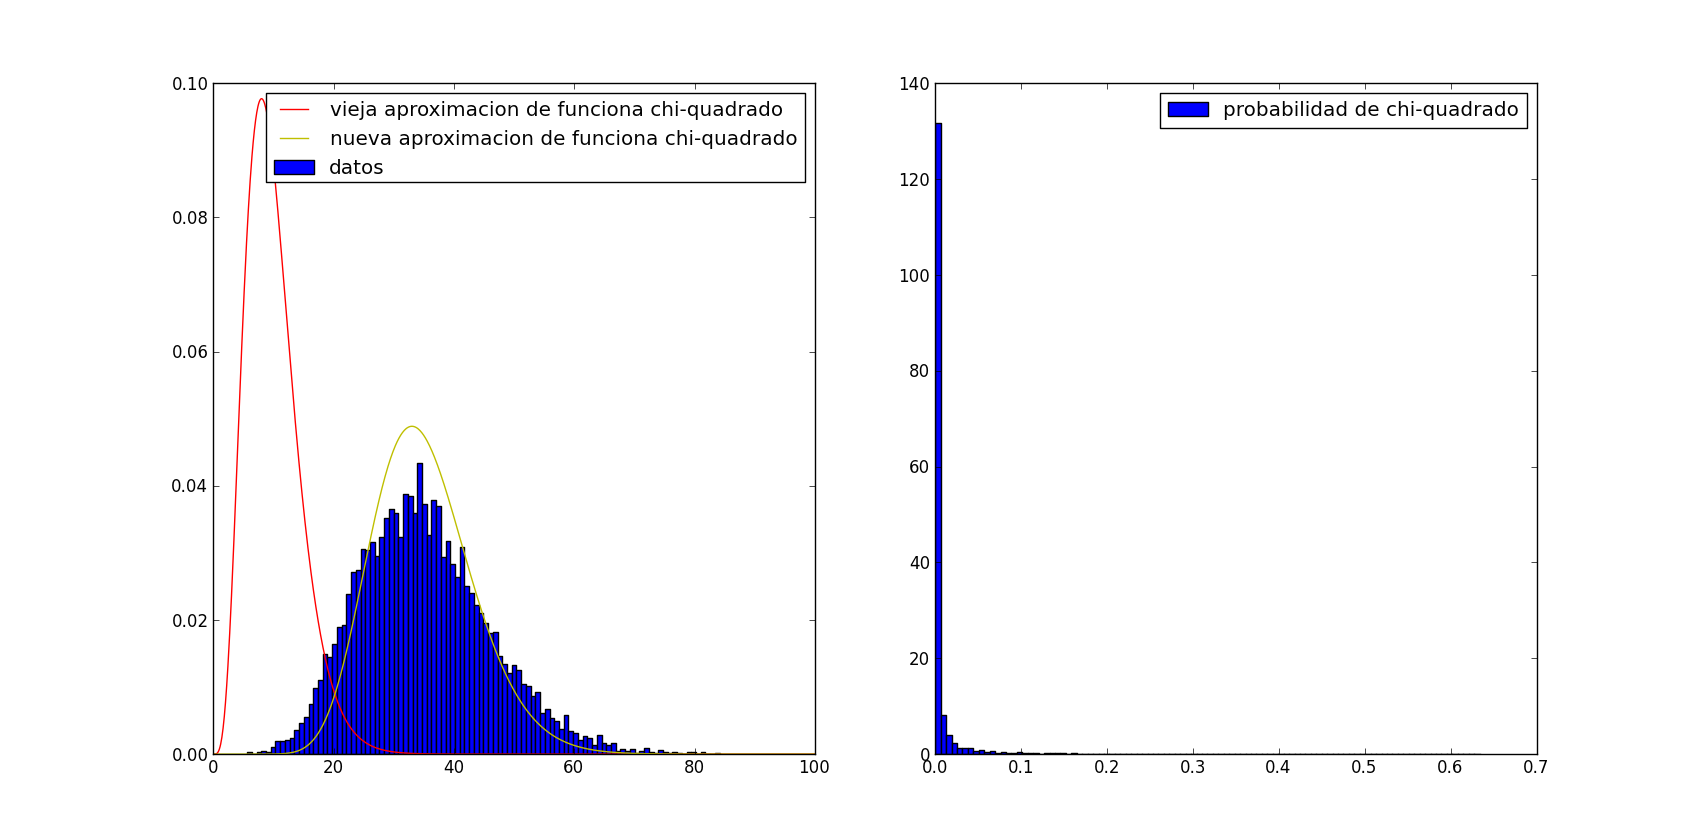 0.10
0.08
0.06
0.04
0.02
0.00
0 20 40 60 80 100
vieja aproximacion de funciona chi-quadrado
nueva aproximacion de funciona chi-quadrado
datos
140
120
100
80
60
40
20
0
0.0 0.1 0.2 0.3 0.4 0.5 0.6 0.7
probabilidad de chi-quadrado